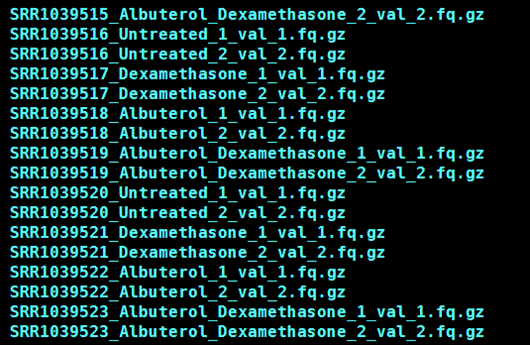 SRR1039515_Albuterol_Dexamethasone_2_val_2.fq.gz
SRR1039516_Untreated_1_val_1.fq.gz
SRR1039516_Untreated_2_val_2.fq.gz
SRR1039517_Dexamethasone_1_val_1.fq.gz
SRR1039517_Dexamethasone_2_val_2.fq.gz
SRR1039518_Albuterol_1_val_1.fq.gz
SRR1039518_Albuterol_2_val_2.fq.gz
SRR1039519_Albuterol_Dexamethasone_1_val_1.fq.gz
SRR1039519_Albuterol_Dexamethasone_2_val_2.fq.gz
SRR1039520_Untreated_1_val_1.fq.gz
SRR1039520_Untreated_2_val_2.fq.gz
SRR1039521_Dexamethasone_1_val_1.fq.gz
SRR1039521_Dexamethasone_2_val_2.fq.gz
SRR1039522_Albuterol_1_val_1.fq.gz
SRR1039522_Albuterol_2_val_2.fq.gz
SRR1039523_Albuterol_Dexamethasone_1_val_1.fq.gz
SRR1039523_Albuterol_Dexamethasone_2_val_2.fq.gz